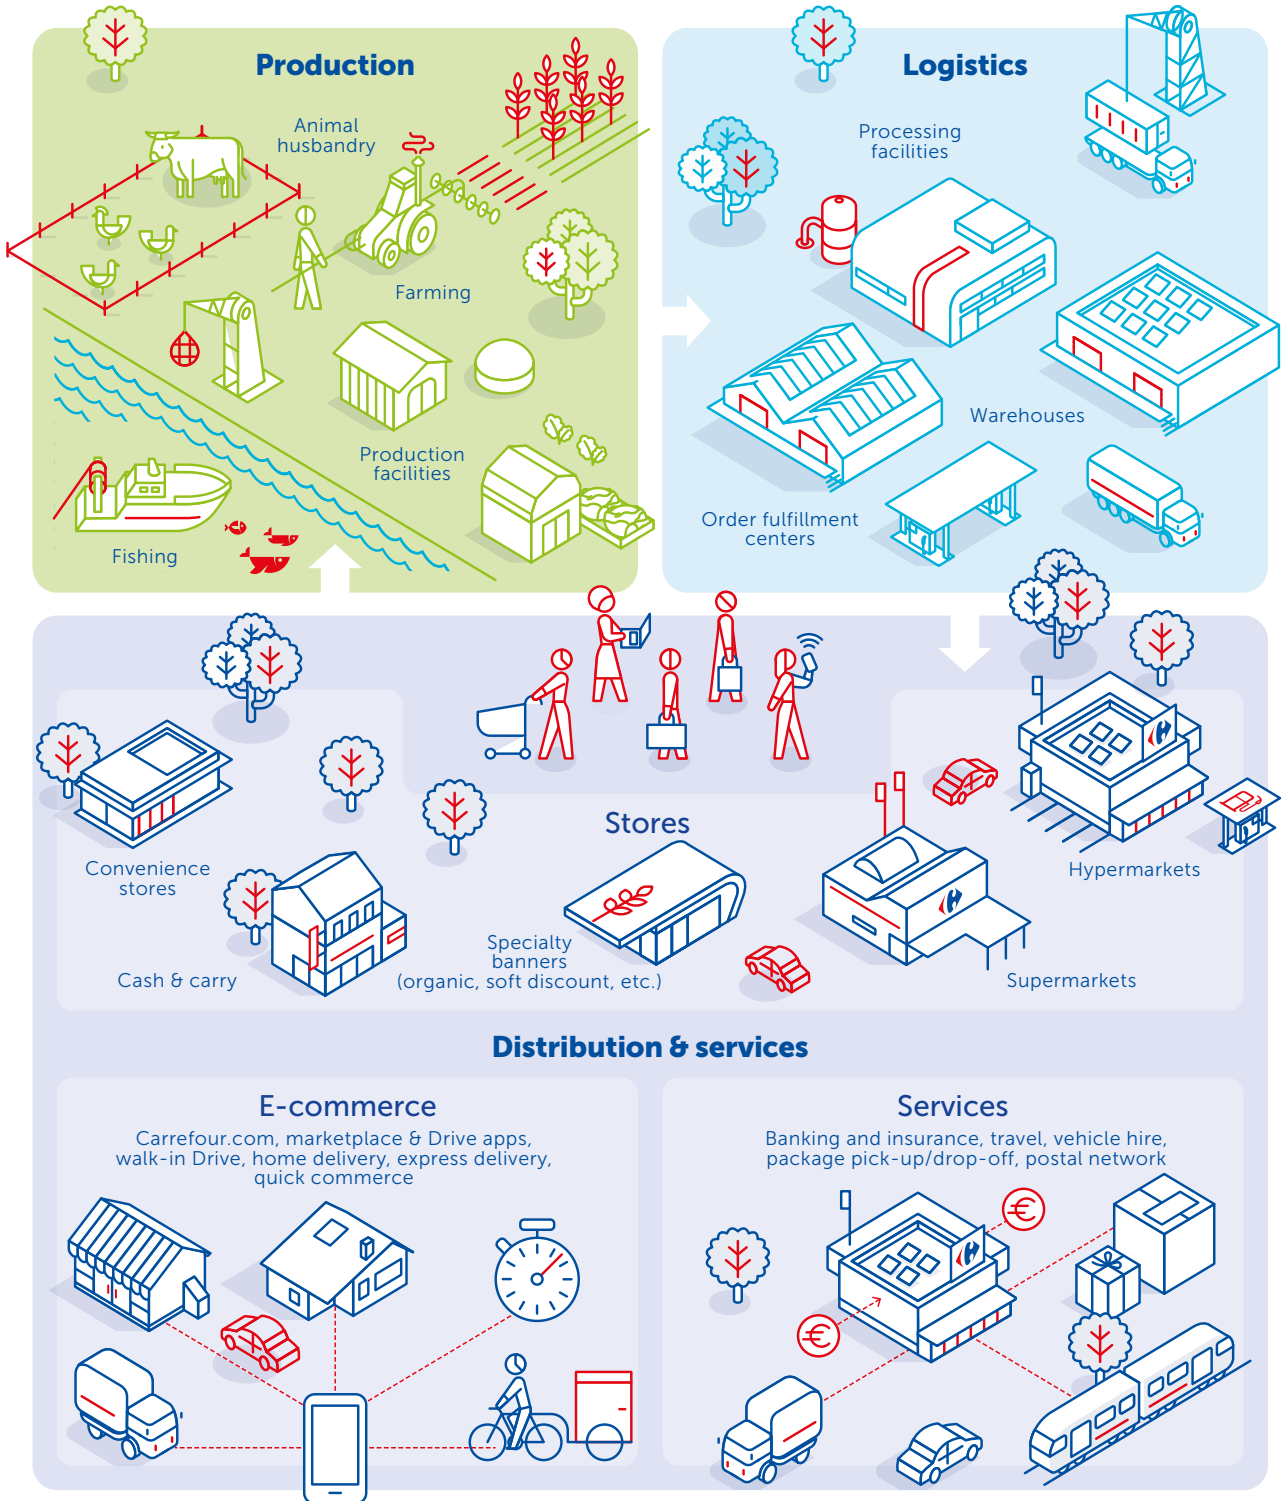 Production
Animal
husbandry
Farming
Production
facilities
Fishing
Logistics
Processing
facilities
Warehouses
Order fulfillment
centers
Stores
Convenience
stores
Cash & carry
Specialty
banners
(organic, soft discount, etc.)
Hypermarkets
Supermarkets
Distribution & services
E-commerce
Carrefour.com, marketplace & Drive apps,
walk-in Drive, home delivery, express delivery,
quick commerce
Services
Banking and insurance, travel, vehicle hire,
package pick-up/drop-off, postal network
€
€